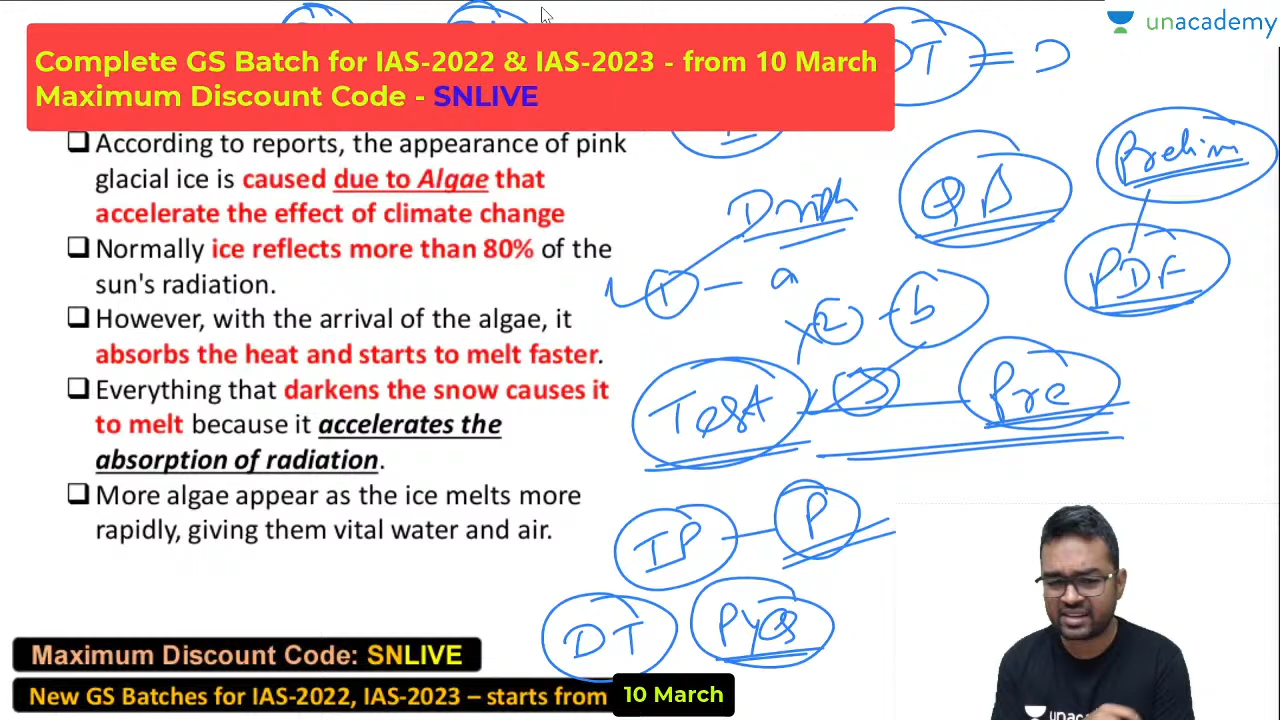 unacademy
Complete GS Batch for IAS-2022 & IAS-2023 - from 10 March
Maximum Discount Code - SNLIVE
DT = D
❑ According to reports, the appearance of pink
glacial ice is caused due to Algae that
accelerate the effect of climate change
❑ Normally ice reflects more than 80% of the
sun's radiation.
❑ However, with the arrival of the algae, it
absorbs the heat and starts to melt faster.
❑ Everything that darkens the snow causes it
to melt because it accelerates the
absorption of radiation.
❑ More algae appear as the ice melts more
rapidly, giving them vital water and air.
Prelim
QB
PDF
1 - a
2 - b
Test
Pre
IP - P
DT
PYQs
Maximum Discount Code: SNLIVE
New GS Batches for IAS-2022, IAS-2023 – starts from 10 March